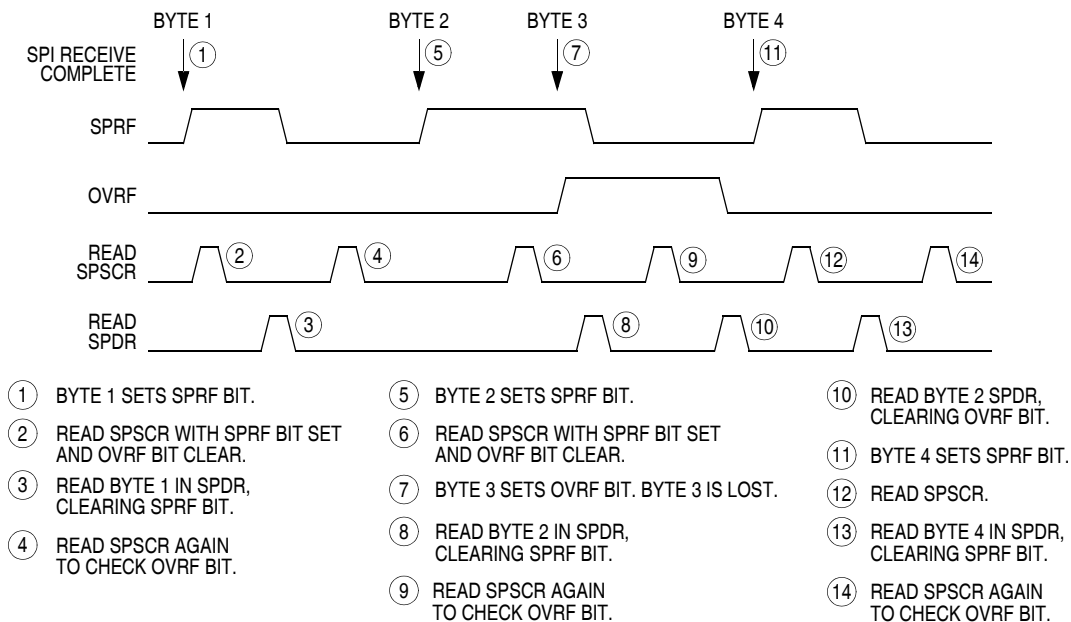 BYTE 1 BYTE 2 BYTE 3 BYTE 4
SPI RECEIVE
COMPLETE
1 5 7 11
SPRF
OVRF
READ
SPSCR
2 4 6 9 12 14
READ
SPDR
3 8 10 13
1 BYTE 1 SETS SPRF BIT.
2 READ SPSCR WITH SPRF BIT SET
AND OVRF BIT CLEAR.
3 READ BYTE 1 IN SPDR,
CLEARING SPRF BIT.
4 READ SPSCR AGAIN
TO CHECK OVRF BIT.
5 BYTE 2 SETS SPRF BIT.
6 READ SPSCR WITH SPRF BIT SET
AND OVRF BIT CLEAR.
7 BYTE 3 SETS OVRF BIT. BYTE 3 IS LOST.
8 READ BYTE 2 IN SPDR,
CLEARING SPRF BIT.
9 READ SPSCR AGAIN
TO CHECK OVRF BIT.
10 READ BYTE 2 SPDR,
CLEARING OVRF BIT.
11 BYTE 4 SETS SPRF BIT.
12 READ SPSCR.
13 READ BYTE 4 IN SPDR,
CLEARING SPRF BIT.
14 READ SPSCR AGAIN
TO CHECK OVRF BIT.